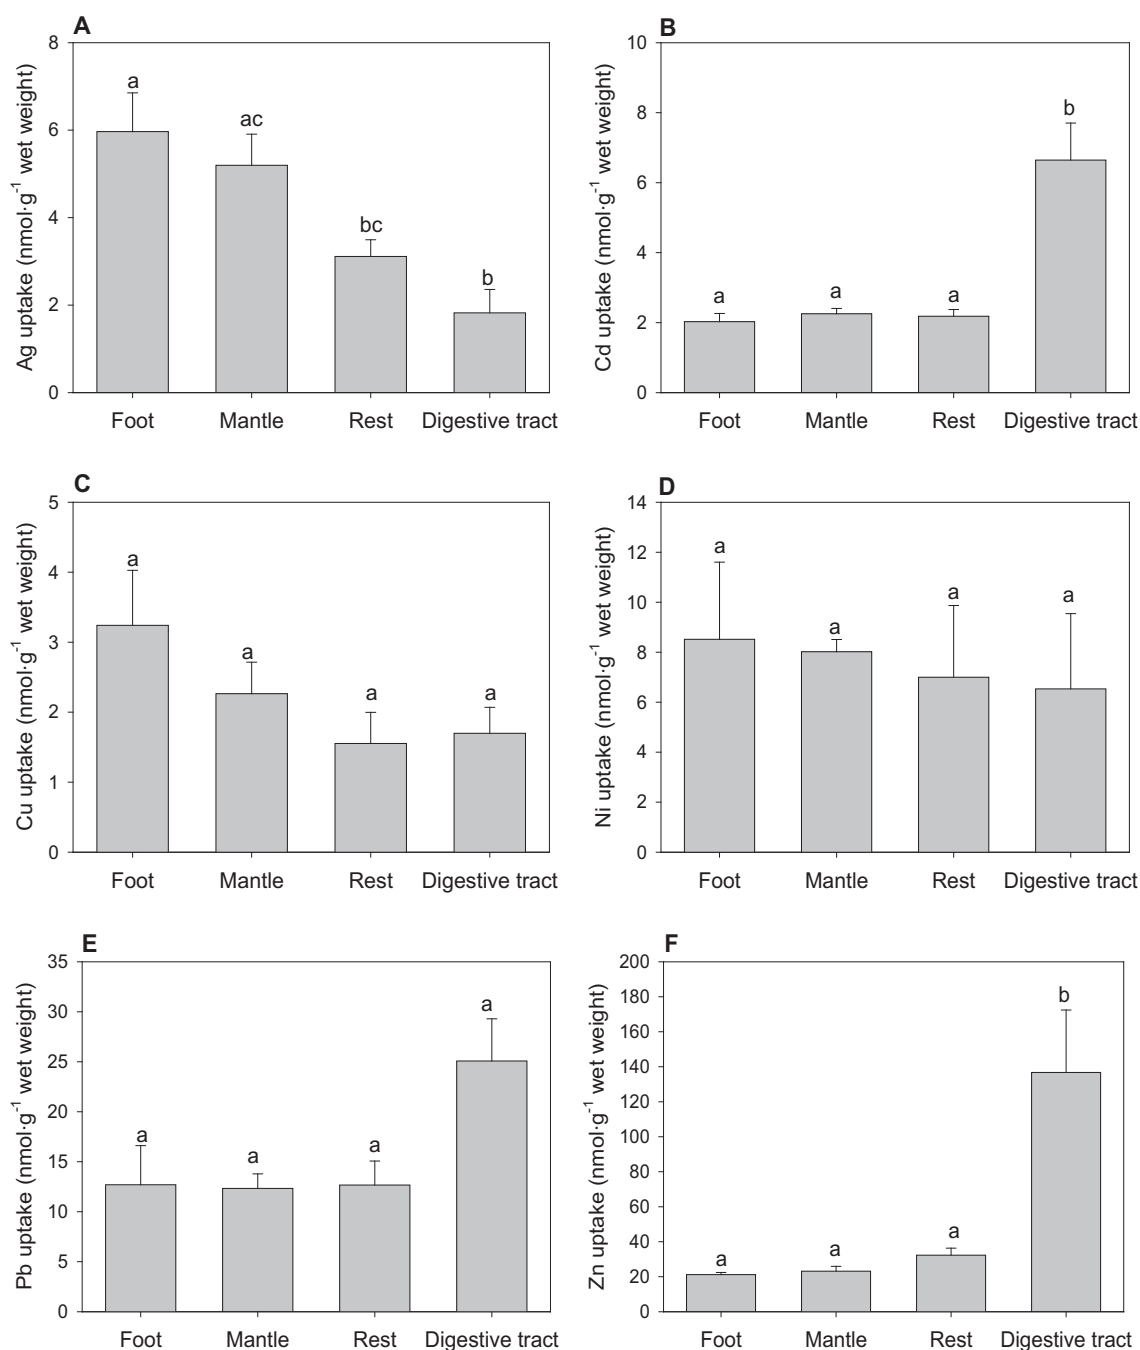 A
Ag uptake (nmol·g⁻¹ wet weight)
8
6
4
2
0
a
ac
bc
b
Foot Mantle Rest Digestive tract
B
Cd uptake (nmol·g⁻¹ wet weight)
10
8
6
4
2
0
a
a
a
b
Foot Mantle Rest Digestive tract
C
Cu uptake (nmol·g⁻¹ wet weight)
5
4
3
2
1
0
a
a
a
a
Foot Mantle Rest Digestive tract
D
Ni uptake (nmol·g⁻¹ wet weight)
14
12
10
8
6
4
2
0
a
a
a
a
Foot Mantle Rest Digestive tract
E
Pb uptake (nmol·g⁻¹ wet weight)
35
30
25
20
15
10
5
0
a
a
a
a
Foot Mantle Rest Digestive tract
F
Zn uptake (nmol·g⁻¹ wet weight)
200
180
160
140
120
100
80
60
40
20
0
a
a
a
b
Foot Mantle Rest Digestive tract